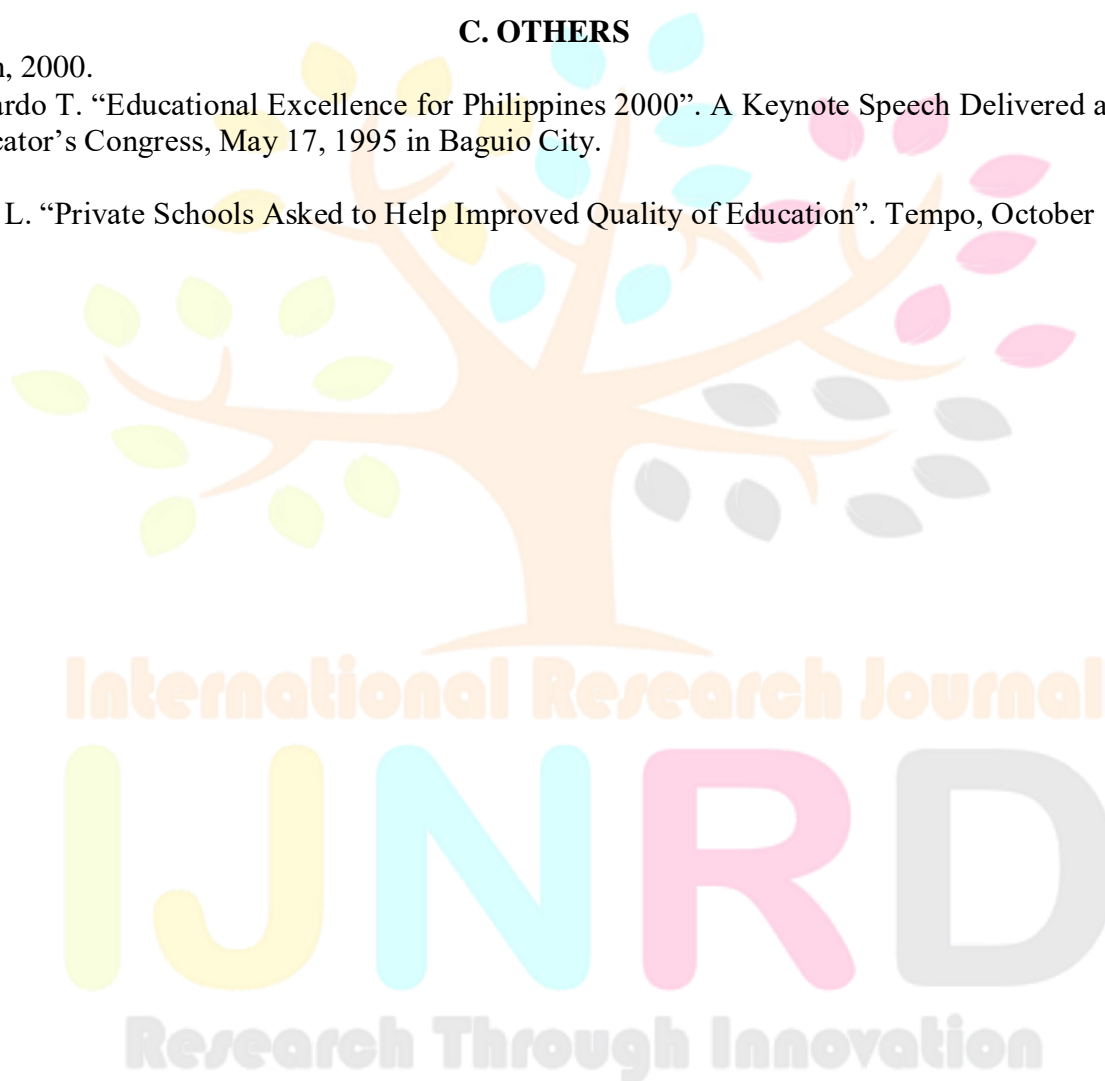 C. OTHERS
, 2000.
ardo T. “Educational Excellence for Philippines 2000”. A Keynote Speech Delivered a
cator’s Congress, May 17, 1995 in Baguio City.
L. “Private Schools Asked to Help Improved Quality of Education”. Tempo, October
International Research Journal
IJNRD
Research Through Innovation